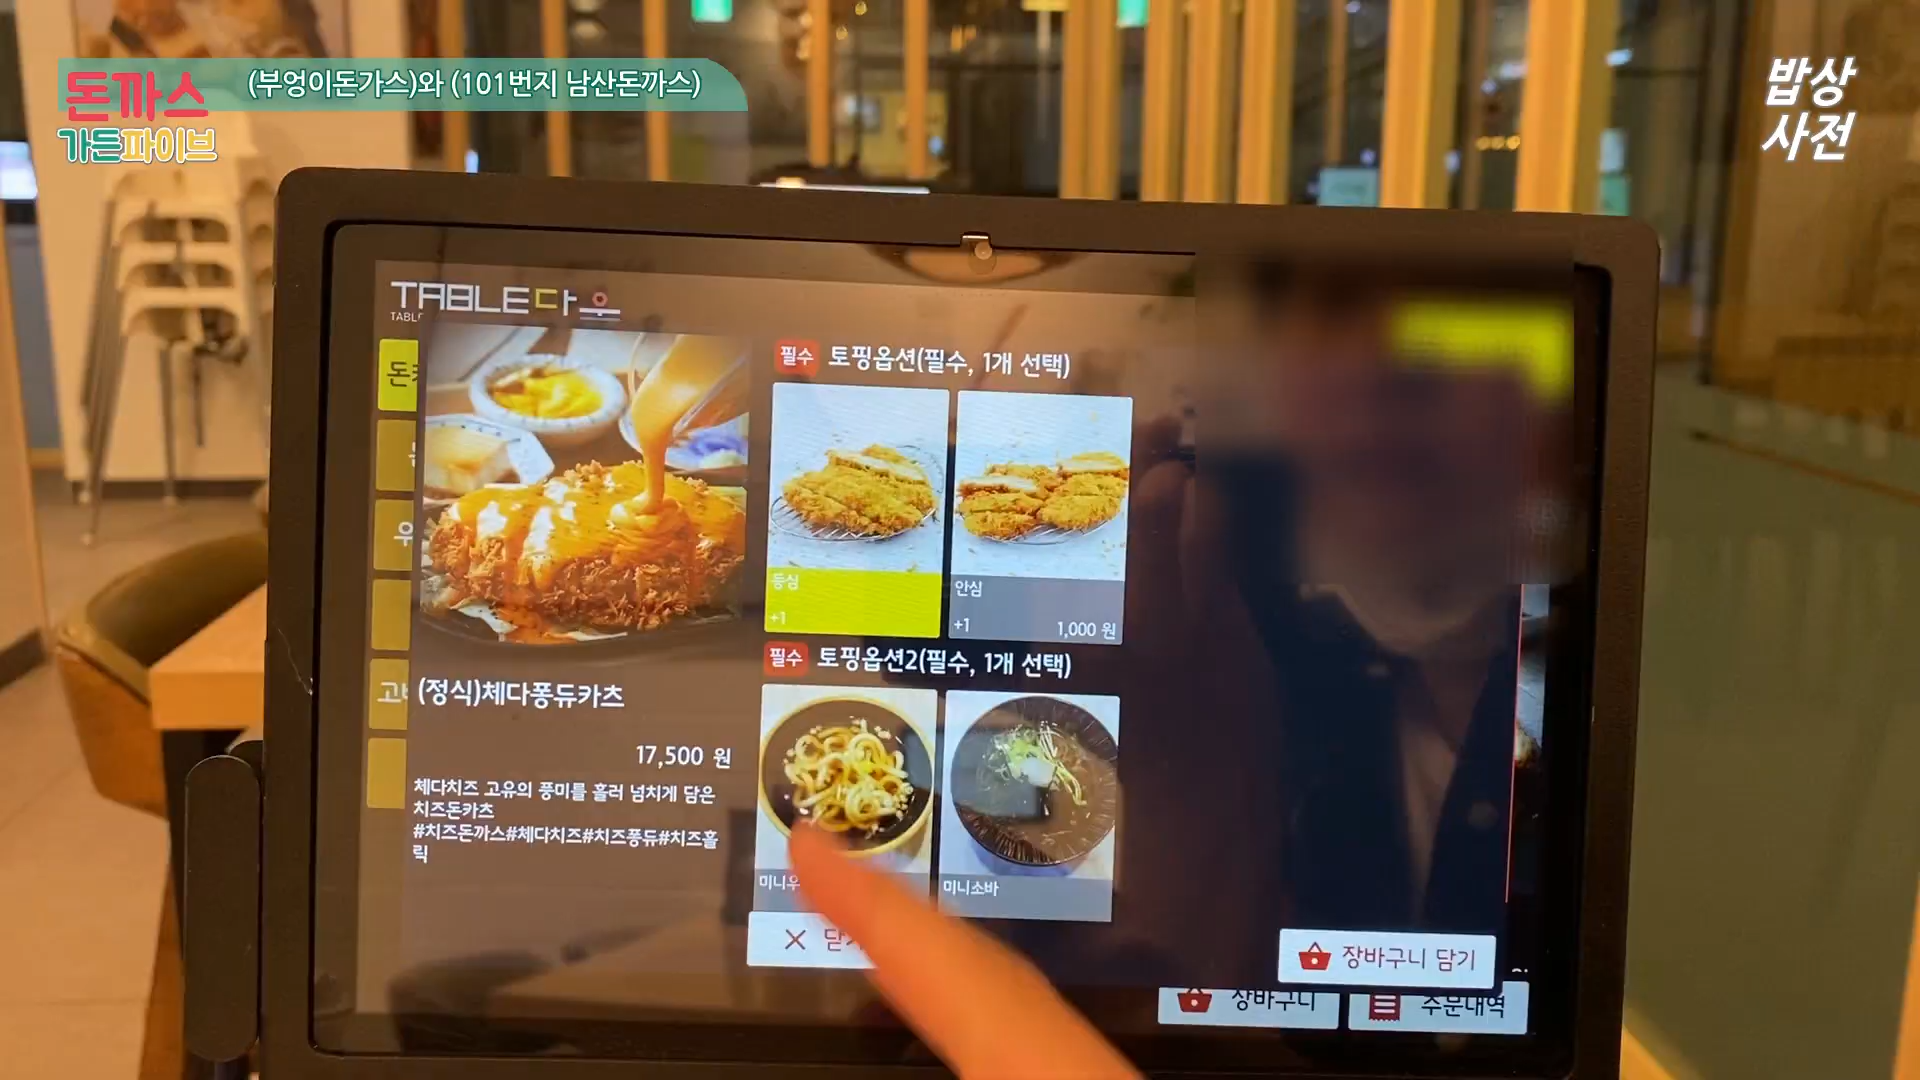 돈까스
가든파이브
(부엉이돈가스)와 (101번지 남산돈까스)
밥상
사전
TABLE다오
필수 토핑옵션(필수, 1개 선택)
등심
+1
안심
+1 1,000 원
필수 토핑옵션2(필수, 1개 선택)
(정식)체다퐁듀카츠
17,500 원
체다치즈 고유의 풍미를 흘러 넘치게 담은
치즈돈카츠
#치즈돈까스#체다치즈#치즈퐁듀#치즈홀
릭
미니소바
장바구니 담기
장바구니
주문내역